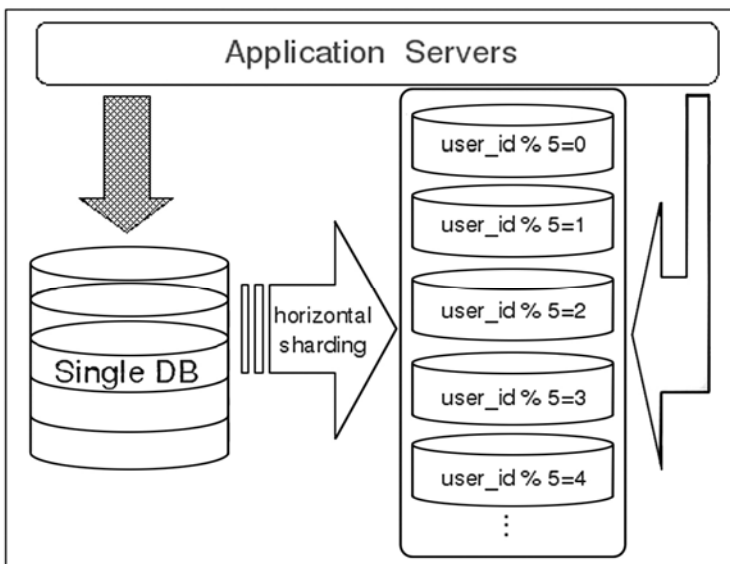 Application Servers
user_id % 5=0
user_id % 5=1
user_id % 5=2
user_id % 5=3
user_id % 5=4
⋮
Single DB
horizontal
sharding